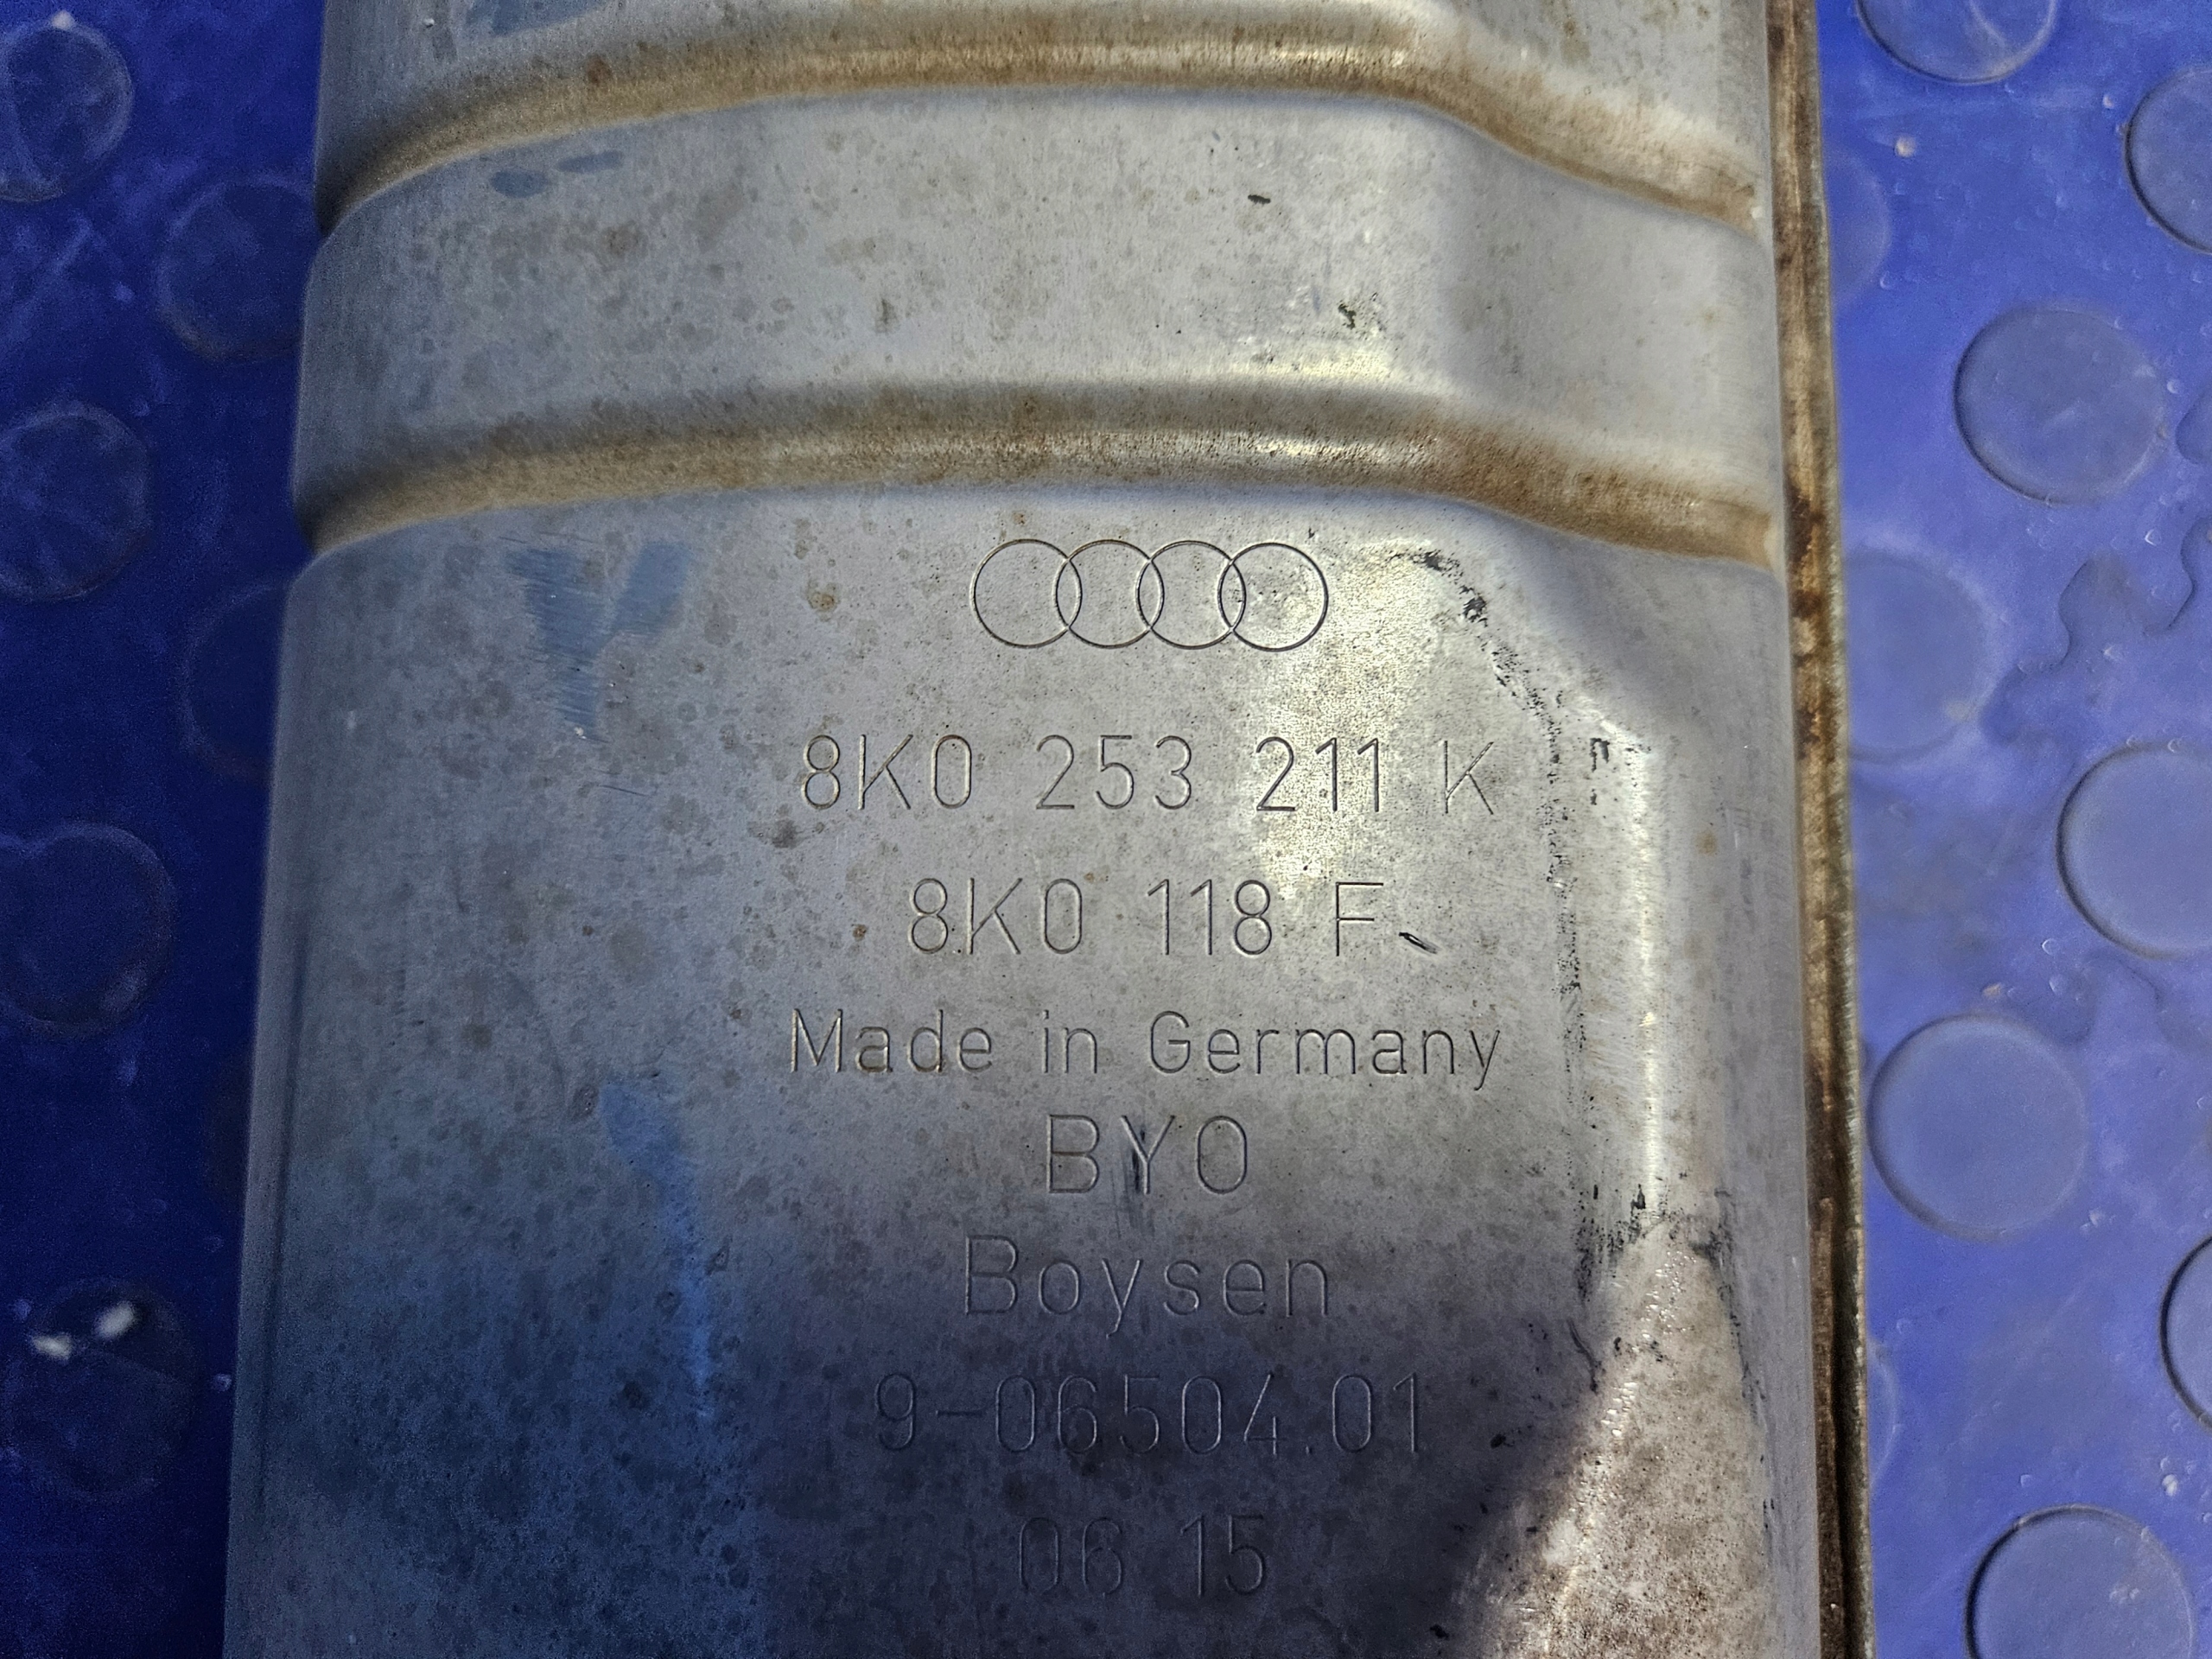 8K0 253 211 K
8K0 118 F
Made in Germany
BYO
Boysen
9-06504.01
06 15